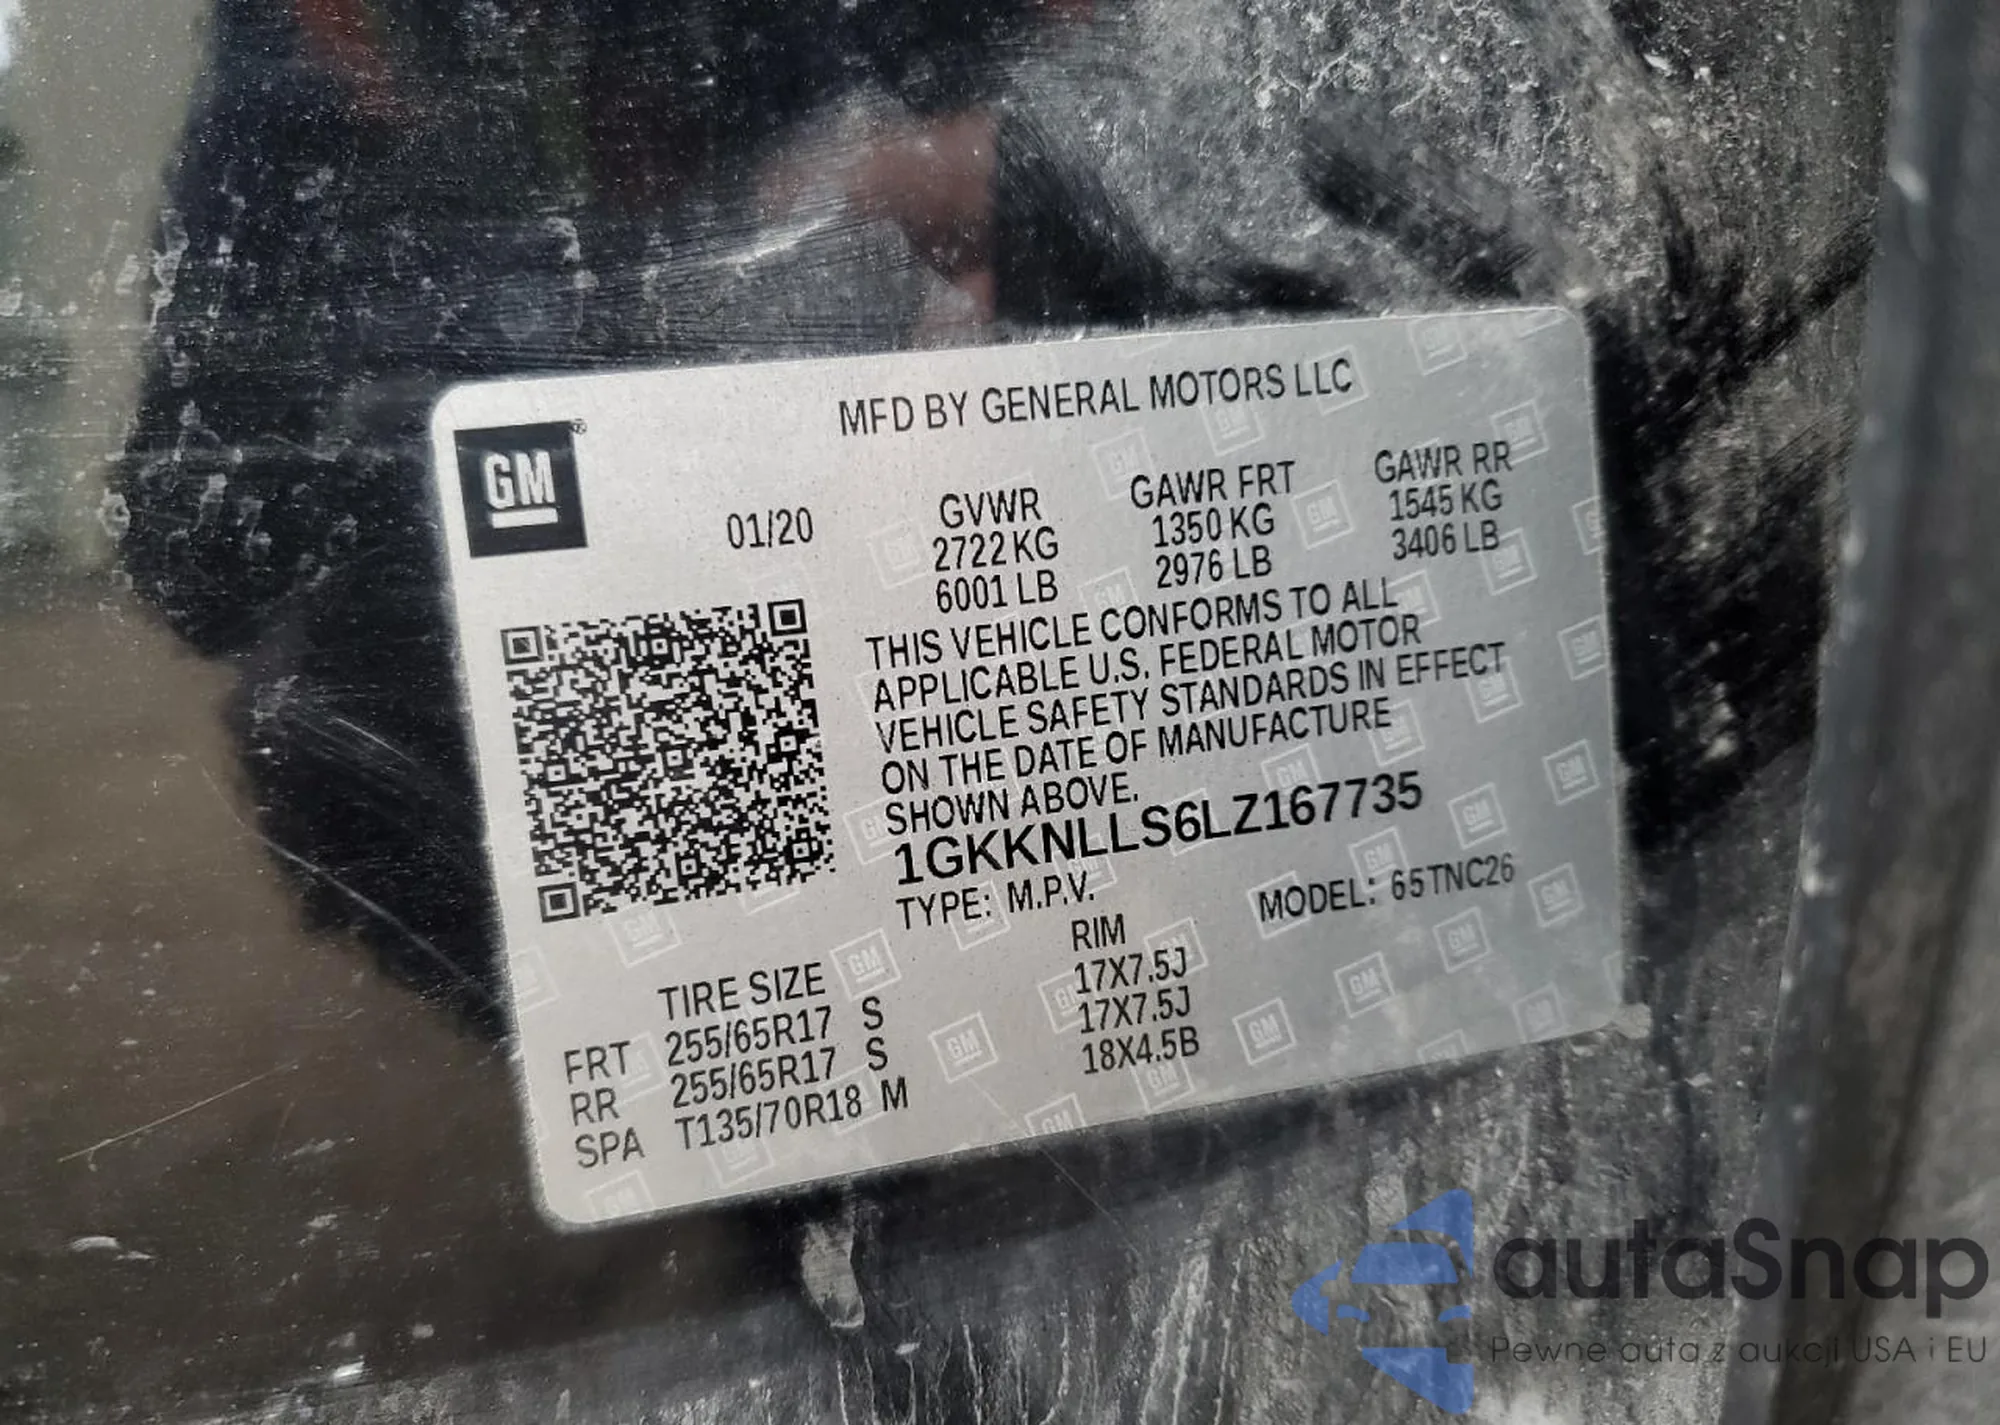 MFD BY GENERAL MOTORS LLC
GM®
01/20
GVWR GAWR FRT GAWR RR
2722 KG 1350 KG 1545 KG
6001 LB 2976 LB 3406 LB
THIS VEHICLE CONFORMS TO ALL
APPLICABLE U.S. FEDERAL MOTOR
VEHICLE SAFETY STANDARDS IN EFFECT
ON THE DATE OF MANUFACTURE
SHOWN ABOVE.
1GKKNLLS6LZ167735
TYPE: M.P.V. MODEL: 65TNC26
TIRE SIZE RIM
FRT 255/65R17 S 17X7.5J
RR 255/65R17 S 17X7.5J
SPA T135/70R18 M 18X4.5B
autaSnap
Pewne auta z aukcji USA i EU